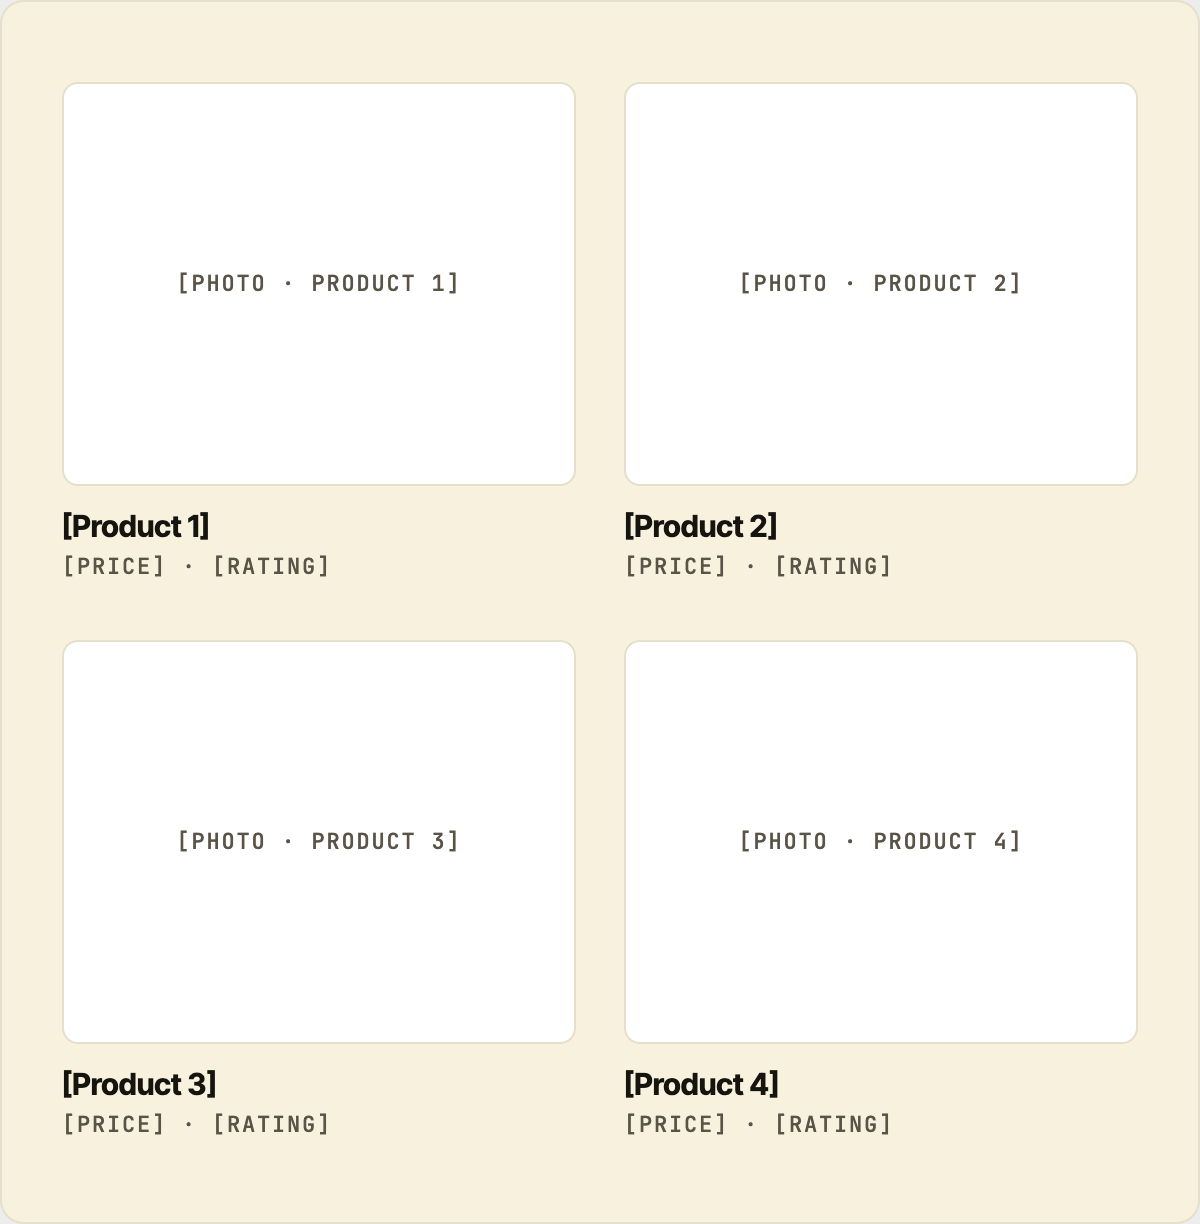 [PHOTO · PRODUCT 1]
[PHOTO · PRODUCT 2]
[Product 1]
[PRICE] · [RATING]
[Product 2]
[PRICE] · [RATING]
[PHOTO · PRODUCT 3]
[PHOTO · PRODUCT 4]
[Product 3]
[PRICE] · [RATING]
[Product 4]
[PRICE] · [RATING]